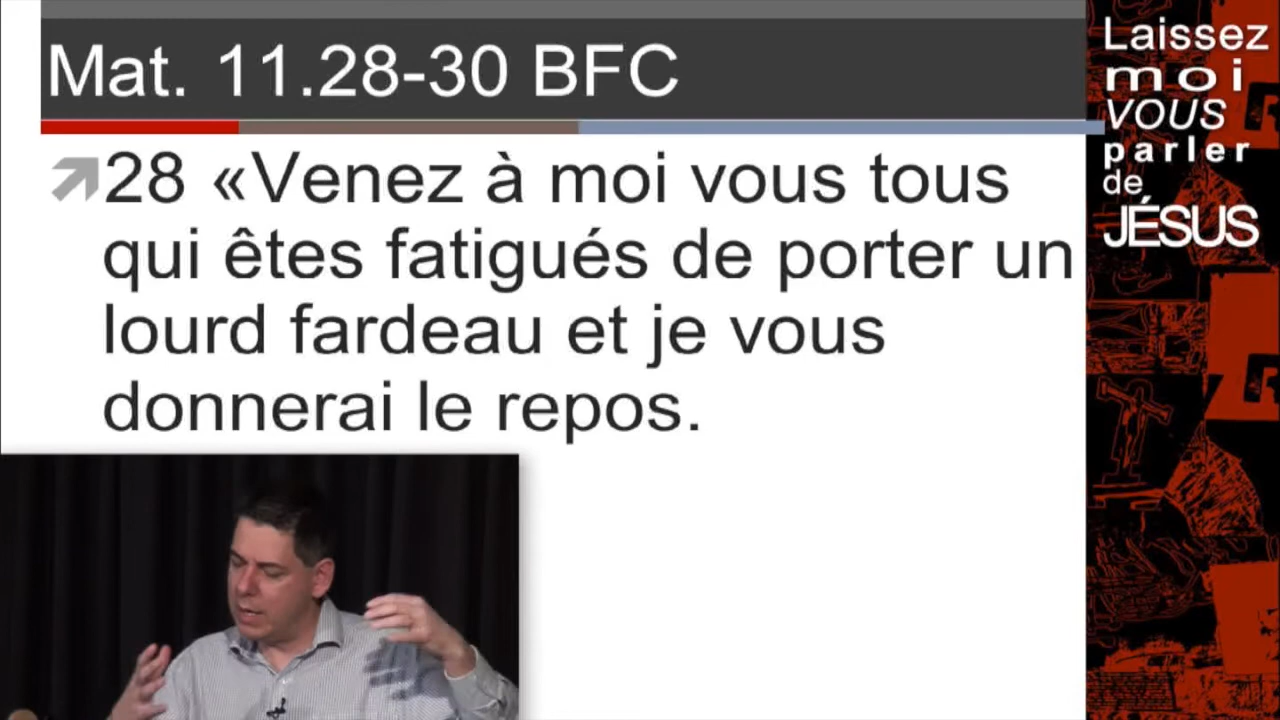 Mat. 11.28-30 BFC
28 «Venez à moi vous tous
qui êtes fatigués de porter un
lourd fardeau et je vous
donnerai le repos.
Laissez
moi
vous
parler
de
JÉSUS